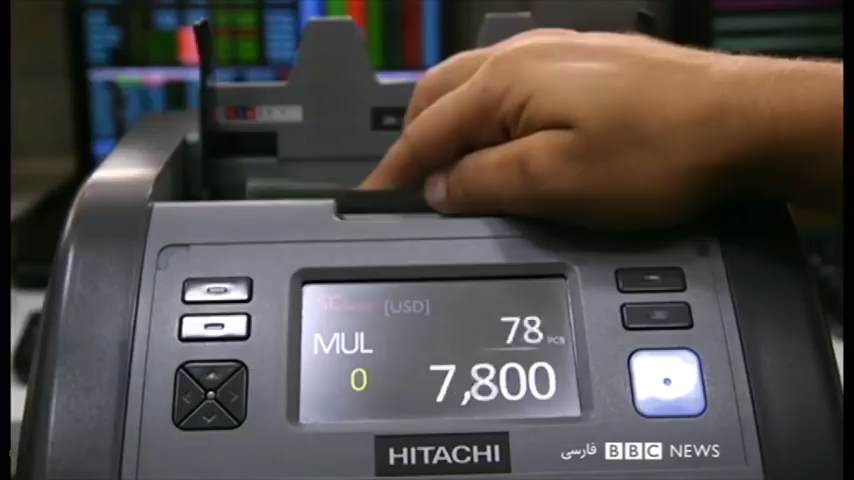 [USD]
MUL 78 PCS
0 7,800
HITACHI
فارسی BBC NEWS